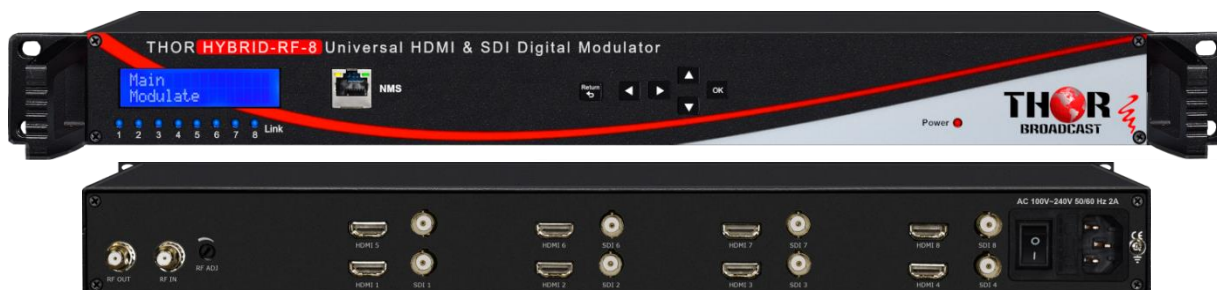 THOR HYBRID-RF-8 Universal HDMI & SDI Digital Modulator
Main
Modulate
NMS
Return
OK
1 2 3 4 5 6 7 8 Link
Power
THOR
BROADCAST
AC 100V~240V 50/60 Hz 2A
HDMI 5 SDI 5 HDMI 6 SDI 6 HDMI 7 SDI 7 HDMI 8 SDI 8
RF OUT RF IN RF ADJ
HDMI 1 SDI 1 HDMI 2 SDI 2 HDMI 3 SDI 3 HDMI 4 SDI 4
O
I
CE